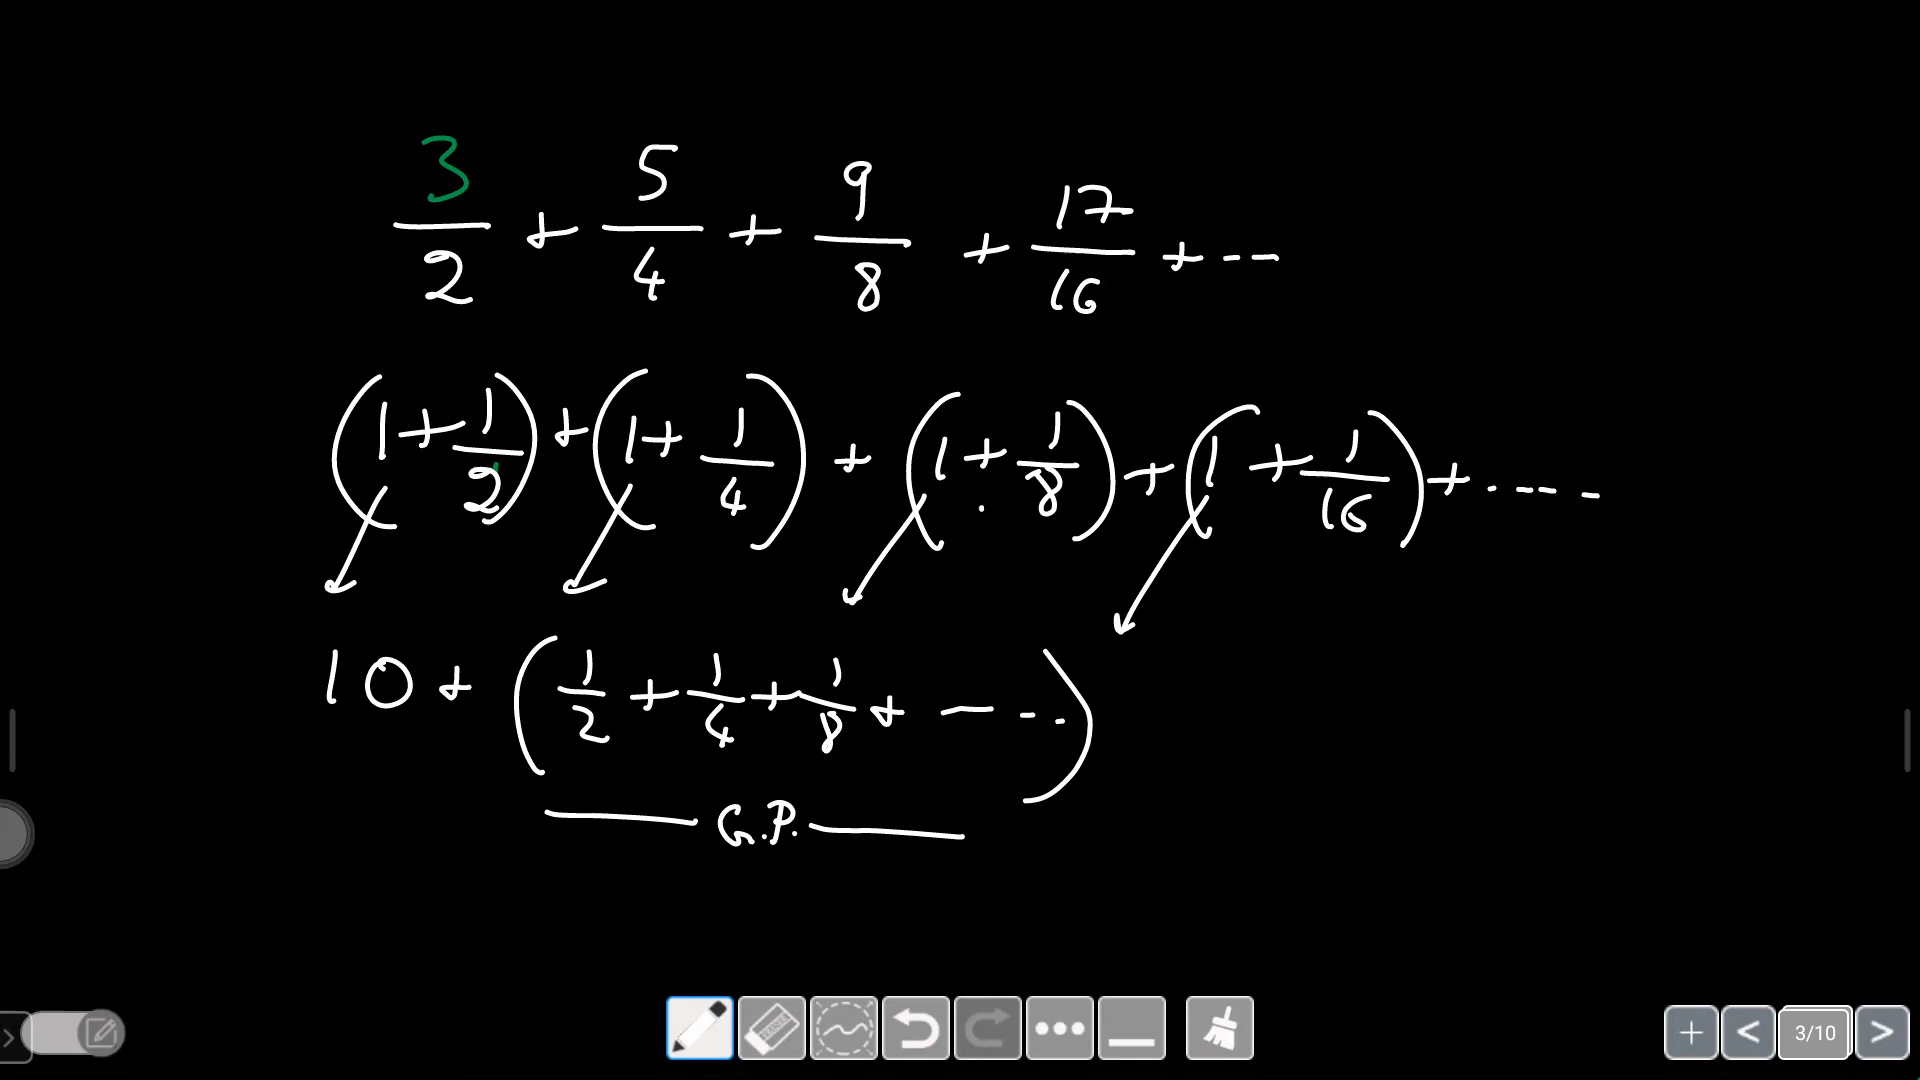 3/2 + 5/4 + 9/8 + 17/16 + ---
(1+1/2)+(1+1/4) + (1+1/8)+(1+1/16)+.----
10+(1/2+1/4+1/8+---..)
G.P.
ERASER
3/10